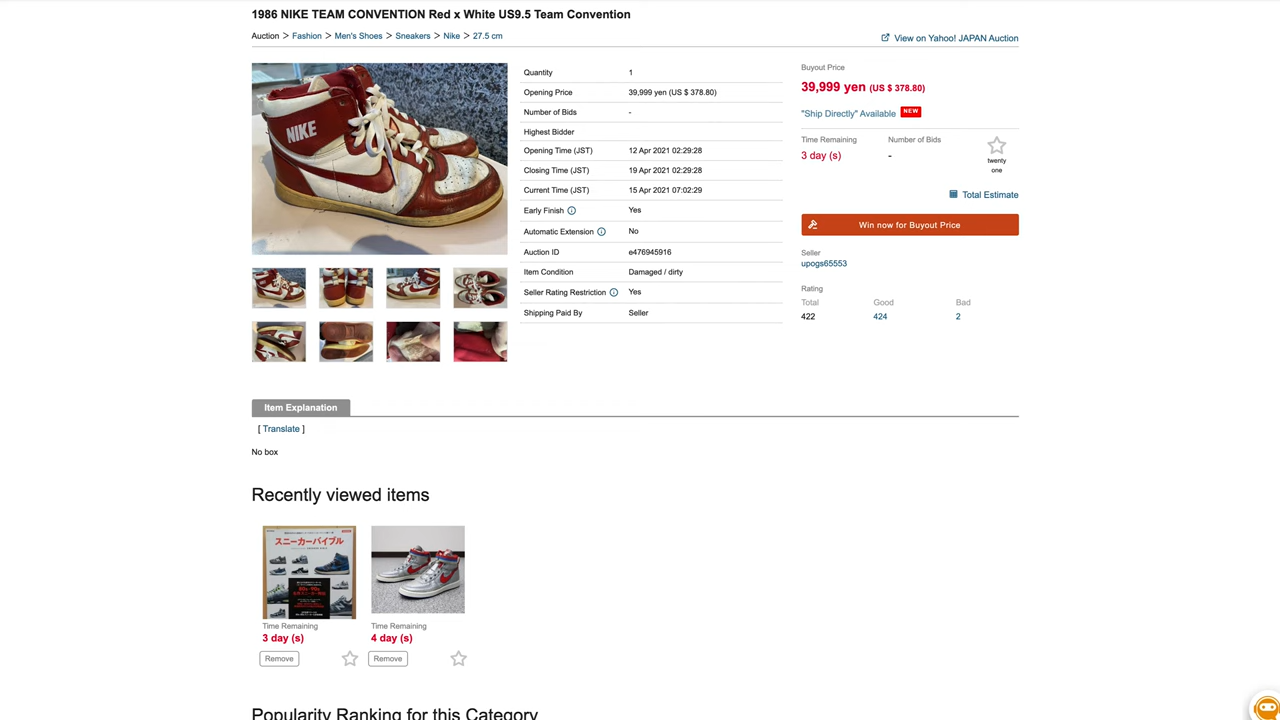 1986 NIKE TEAM CONVENTION Red x White US9.5 Team Convention
Auction > Fashion > Men's Shoes > Sneakers > Nike > 27.5 cm
View on Yahoo! JAPAN Auction
NIKE
Quantity 1
Opening Price 39,999 yen (US $ 378.80)
Number of Bids -
Highest Bidder
Opening Time (JST) 12 Apr 2021 02:29:28
Closing Time (JST) 19 Apr 2021 02:29:28
Current Time (JST) 15 Apr 2021 07:02:29
Early Finish Yes
Automatic Extension No
Auction ID e476945916
Item Condition Damaged / dirty
Seller Rating Restriction Yes
Shipping Paid By Seller
Buyout Price
39,999 yen (US $ 378.80)
"Ship Directly" Available NEW
Time Remaining Number of Bids
3 day (s) -
twenty
one
Total Estimate
Win now for Buyout Price
Seller
upogs65553
Rating
Total Good Bad
422 424 2
Item Explanation
[ Translate ]
No box
Recently viewed items
スニーカーバイブル
Time Remaining Time Remaining
3 day (s) 4 day (s)
Remove Remove
Popularity Ranking for this Category